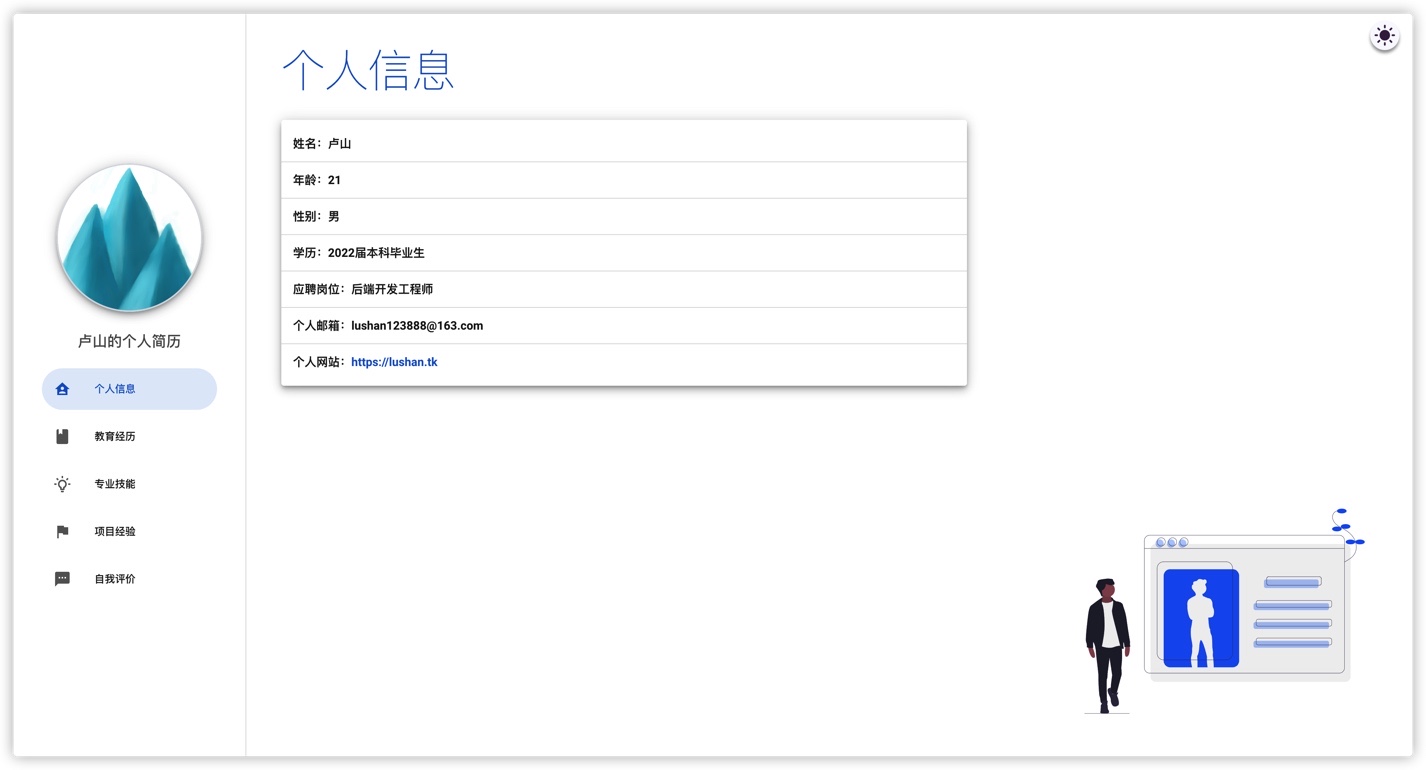 卢山的个人简历
个人信息
教育经历
专业技能
项目经验
自我评价
个人信息
姓名：卢山
年龄：21
性别：男
学历：2022届本科毕业生
应聘岗位：后端开发工程师
个人邮箱：lushan123888@163.com
个人网站：https://lushan.tk